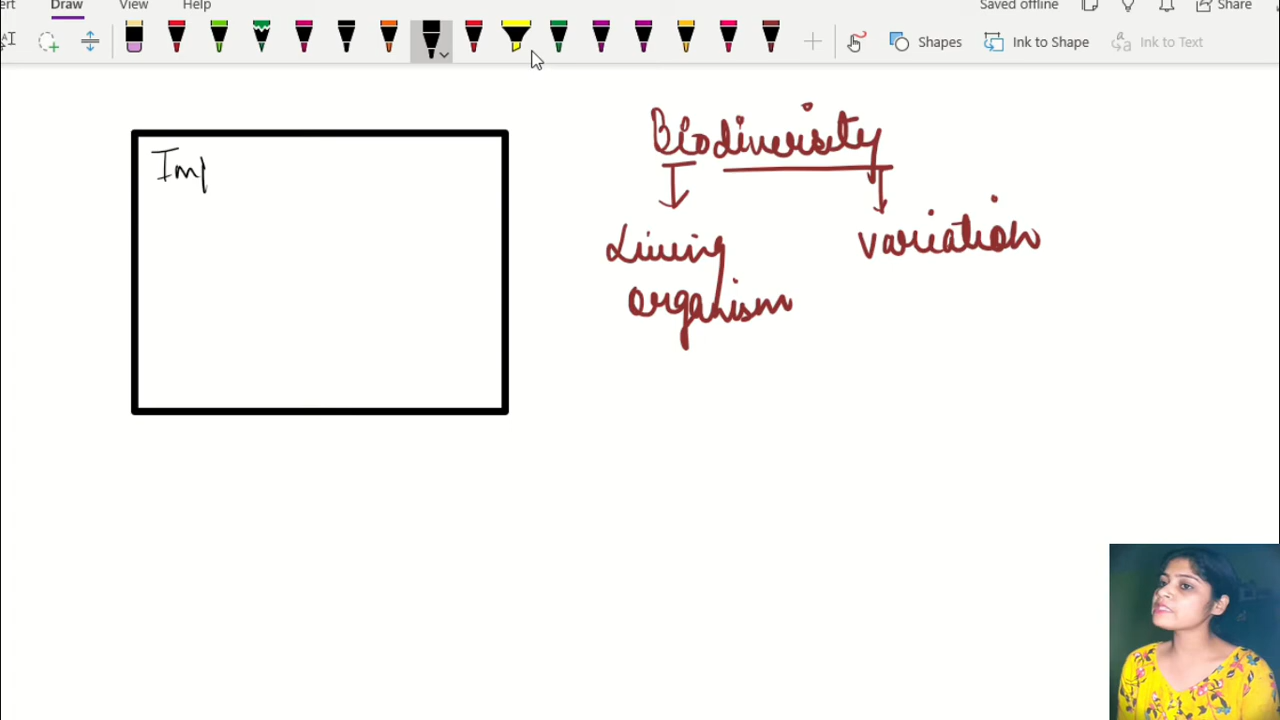 Draw View Help Saved offline Share
Shapes Ink to Shape Ink to Text
Imp
Biodiversity
Living variation
organism